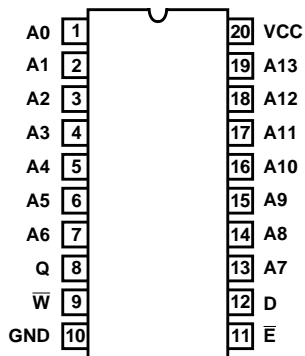 A0 1 20 VCC
A1 2 19 A13
A2 3 18 A12
A3 4 17 A11
A4 5 16 A10
A5 6 15 A9
A6 7 14 A8
Q 8 13 A7
W̅ 9 12 D
GND 10 11 E̅